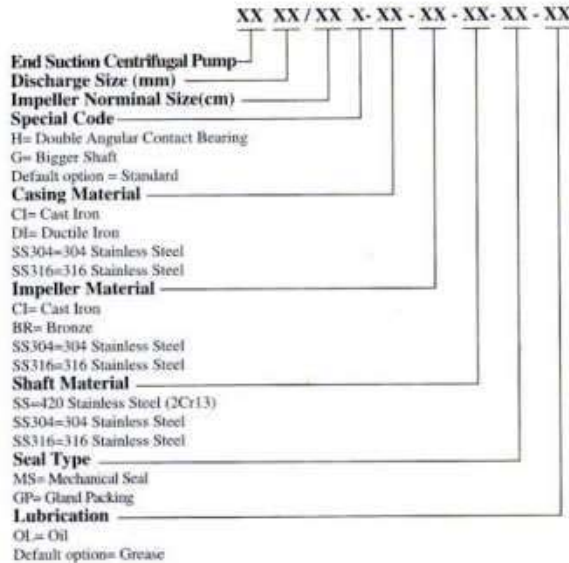 XX XX / XX X- XX - XX - XX- XX - XX
End Suction Centrifugal Pump
Discharge Size (mm)
Impeller Norminal Size(cm)
Special Code
H= Double Angular Contact Bearing
G= Bigger Shaft
Default option = Standard
Casing Material
CI= Cast Iron
DI= Ductile Iron
SS304=304 Stainless Steel
SS316=316 Stainless Steel
Impeller Material
CI= Cast Iron
BR= Bronze
SS304=304 Stainless Steel
SS316=316 Stainless Steel
Shaft Material
SS=420 Stainless Steel (2Cr13)
SS304=304 Stainless Steel
SS316=316 Stainless Steel
Seal Type
MS= Mechanical Seal
GP= Gland Packing
Lubrication
OL= Oil
Default option= Grease